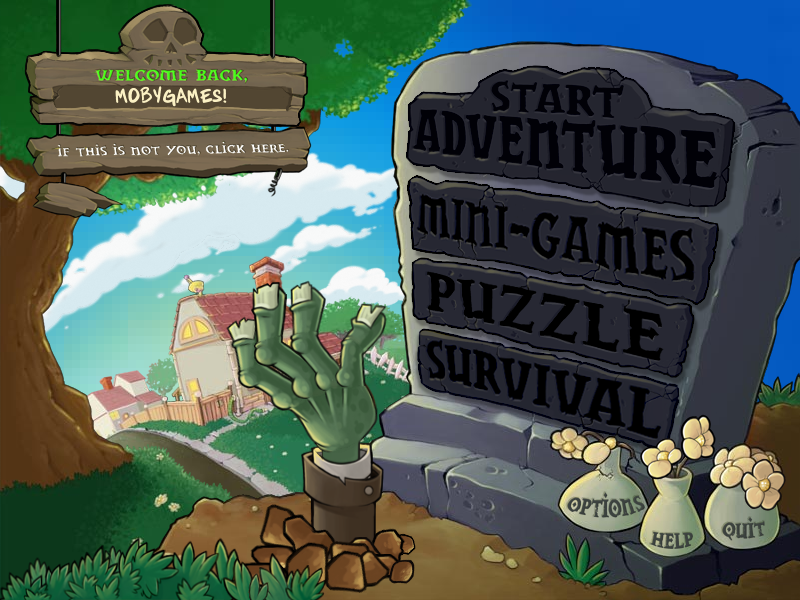 WELCOME BACK,
MOBYGAMES!
IF THIS IS NOT YOU, CLICK HERE.
START
ADVENTURE
MINI-GAMES
PUZZLE
SURVIVAL
OPTIONS
HELP
QUIT